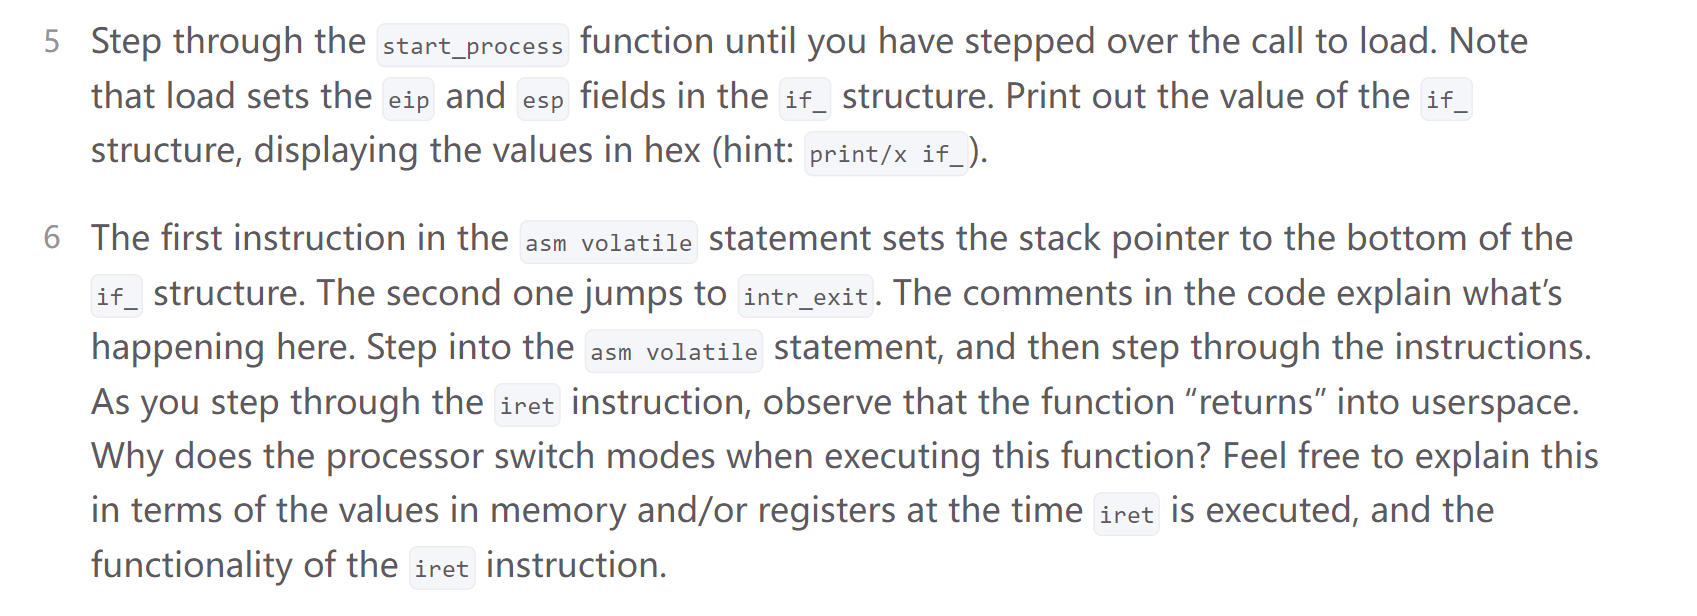 5 Step through the start_process function until you have stepped over the call to load. Note
that load sets the eip and esp fields in the if_ structure. Print out the value of the if_
structure, displaying the values in hex (hint: print/x if_).
6 The first instruction in the asm volatile statement sets the stack pointer to the bottom of the
if_ structure. The second one jumps to intr_exit. The comments in the code explain what’s
happening here. Step into the asm volatile statement, and then step through the instructions.
As you step through the iret instruction, observe that the function “returns” into userspace.
Why does the processor switch modes when executing this function? Feel free to explain this
in terms of the values in memory and/or registers at the time iret is executed, and the
functionality of the iret instruction.